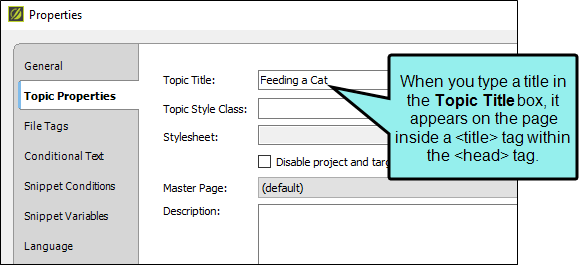 Properties
General
Topic Properties
File Tags
Conditional Text
Snippet Conditions
Snippet Variables
Language
Topic Title: Feeding a Cat
Topic Style Class:
Stylesheet:
Disable project and
Master Page: (default)
Description:
When you type a title in
the Topic Title box, it
appears on the page
inside a <title> tag within
the <head> tag.